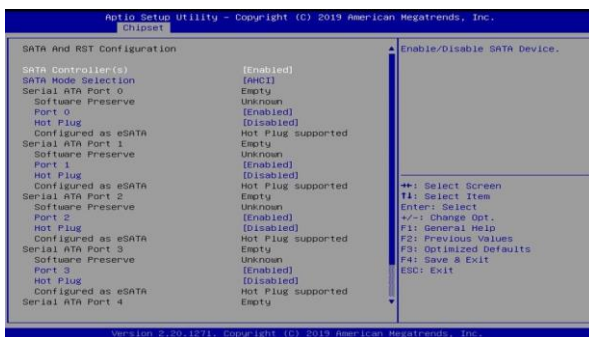 Aptio Setup Utility – Copyright (C) 2019 American Megatrends, Inc.
Chipset
SATA And RST Configuration
Enable/Disable SATA Device.
SATA Controller(s) [Enabled]
SATA Mode Selection [AHCI]
Serial ATA Port 0 Empty
Software Preserve Unknown
Port 0 [Enabled]
Hot Plug [Disabled]
Configured as eSATA Hot Plug supported
Serial ATA Port 1 Empty
Software Preserve Unknown
Port 1 [Enabled]
Hot Plug [Disabled]
Configured as eSATA Hot Plug supported
Serial ATA Port 2 Empty
Software Preserve Unknown
Port 2 [Enabled]
Hot Plug [Disabled]
Configured as eSATA Hot Plug supported
Serial ATA Port 3 Empty
Software Preserve Unknown
Port 3 [Enabled]
Hot Plug [Disabled]
Configured as eSATA Hot Plug supported
Serial ATA Port 4 Empty
→←: Select Screen
↑↓: Select Item
Enter: Select
+/-: Change Opt.
F1: General Help
F2: Previous Values
F3: Optimized Defaults
F4: Save & Exit
ESC: Exit
Version 2.20.1271. Copyright (C) 2019 American Megatrends, Inc.